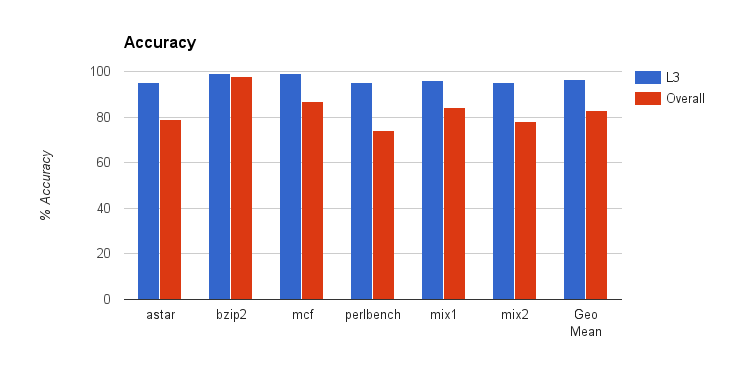 Accuracy
100
80
60
40
20
0
% Accuracy
astar
bzip2
mcf
perlbench
mix1
mix2
Geo
Mean
L3
Overall